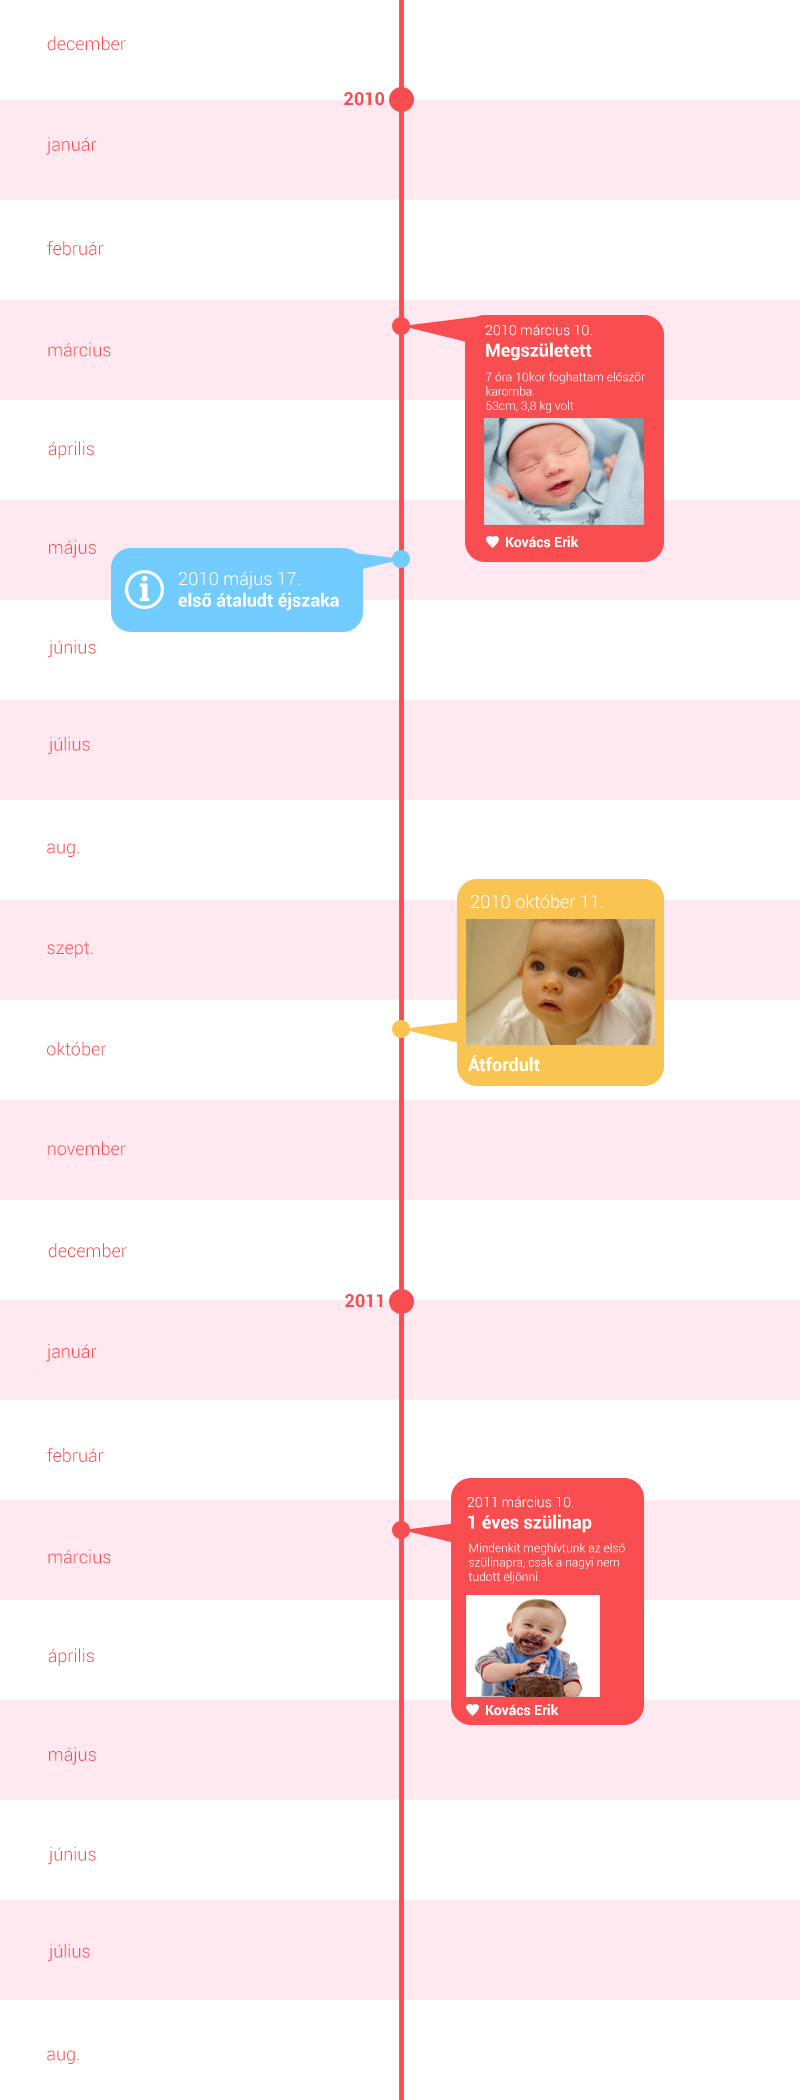 december
2010
január
február
március
2010 március 10.
Megszületett
7 óra 10kor foghattam először
karomba.
53cm, 3,8 kg volt
Kovács Erik
április
május
2010 május 17.
első átaludt éjszaka
június
július
aug.
2010 október 11.
Átfordult
szept.
október
november
december
2011
január
február
március
2011 március 10.
1 éves szülinap
Mindenkit meghívtunk az első
szülinapra, csak a nagyi nem
tudott eljönni.
Kovács Erik
április
május
június
július
aug.